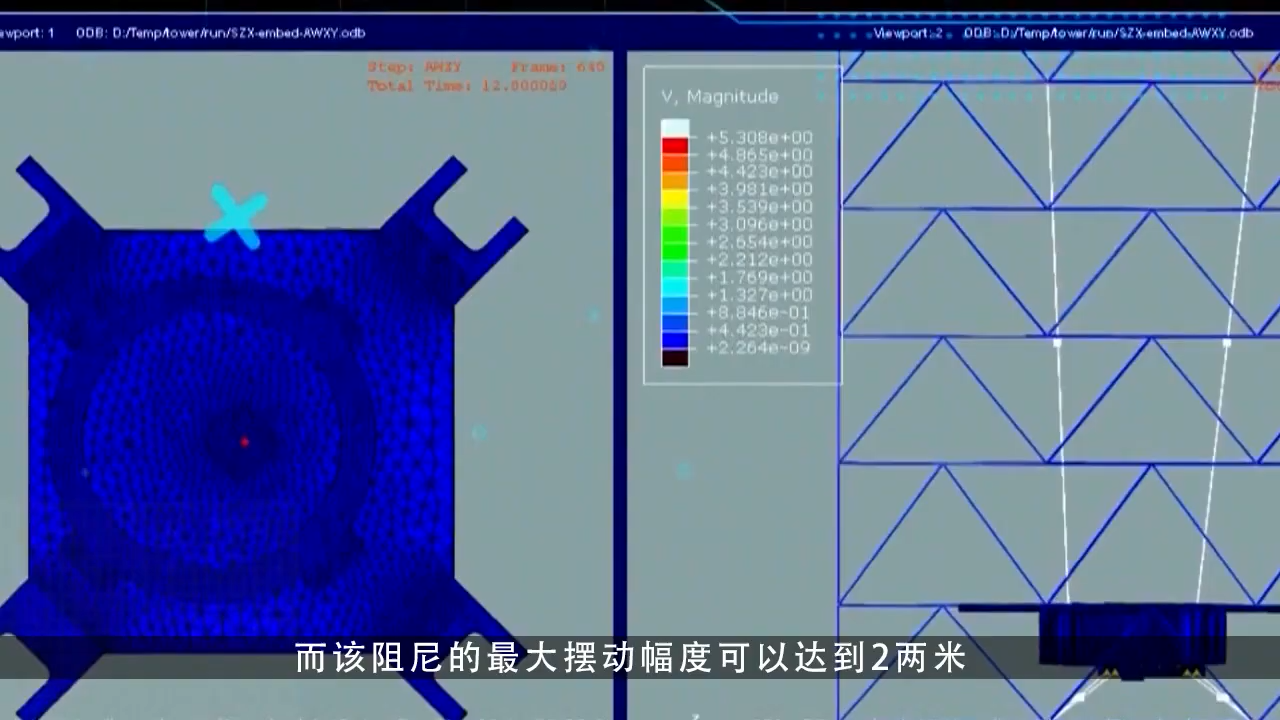 ewport: 1 ODB: D:/Temp/tower/run/SZX-embed-AWXY.odb
Viewport: 2 ODB: D:/Temp/tower/run/SZX-embed-AWXY.odb
Step: AWXY Frame: 640
Total Time: 12.000000
V, Magnitude
+5.308e+00
+4.865e+00
+4.423e+00
+3.981e+00
+3.539e+00
+3.096e+00
+2.654e+00
+2.212e+00
+1.769e+00
+1.327e+00
+8.846e-01
+4.423e-01
+2.264e-09
而该阻尼的最大摆动幅度可以达到2两米